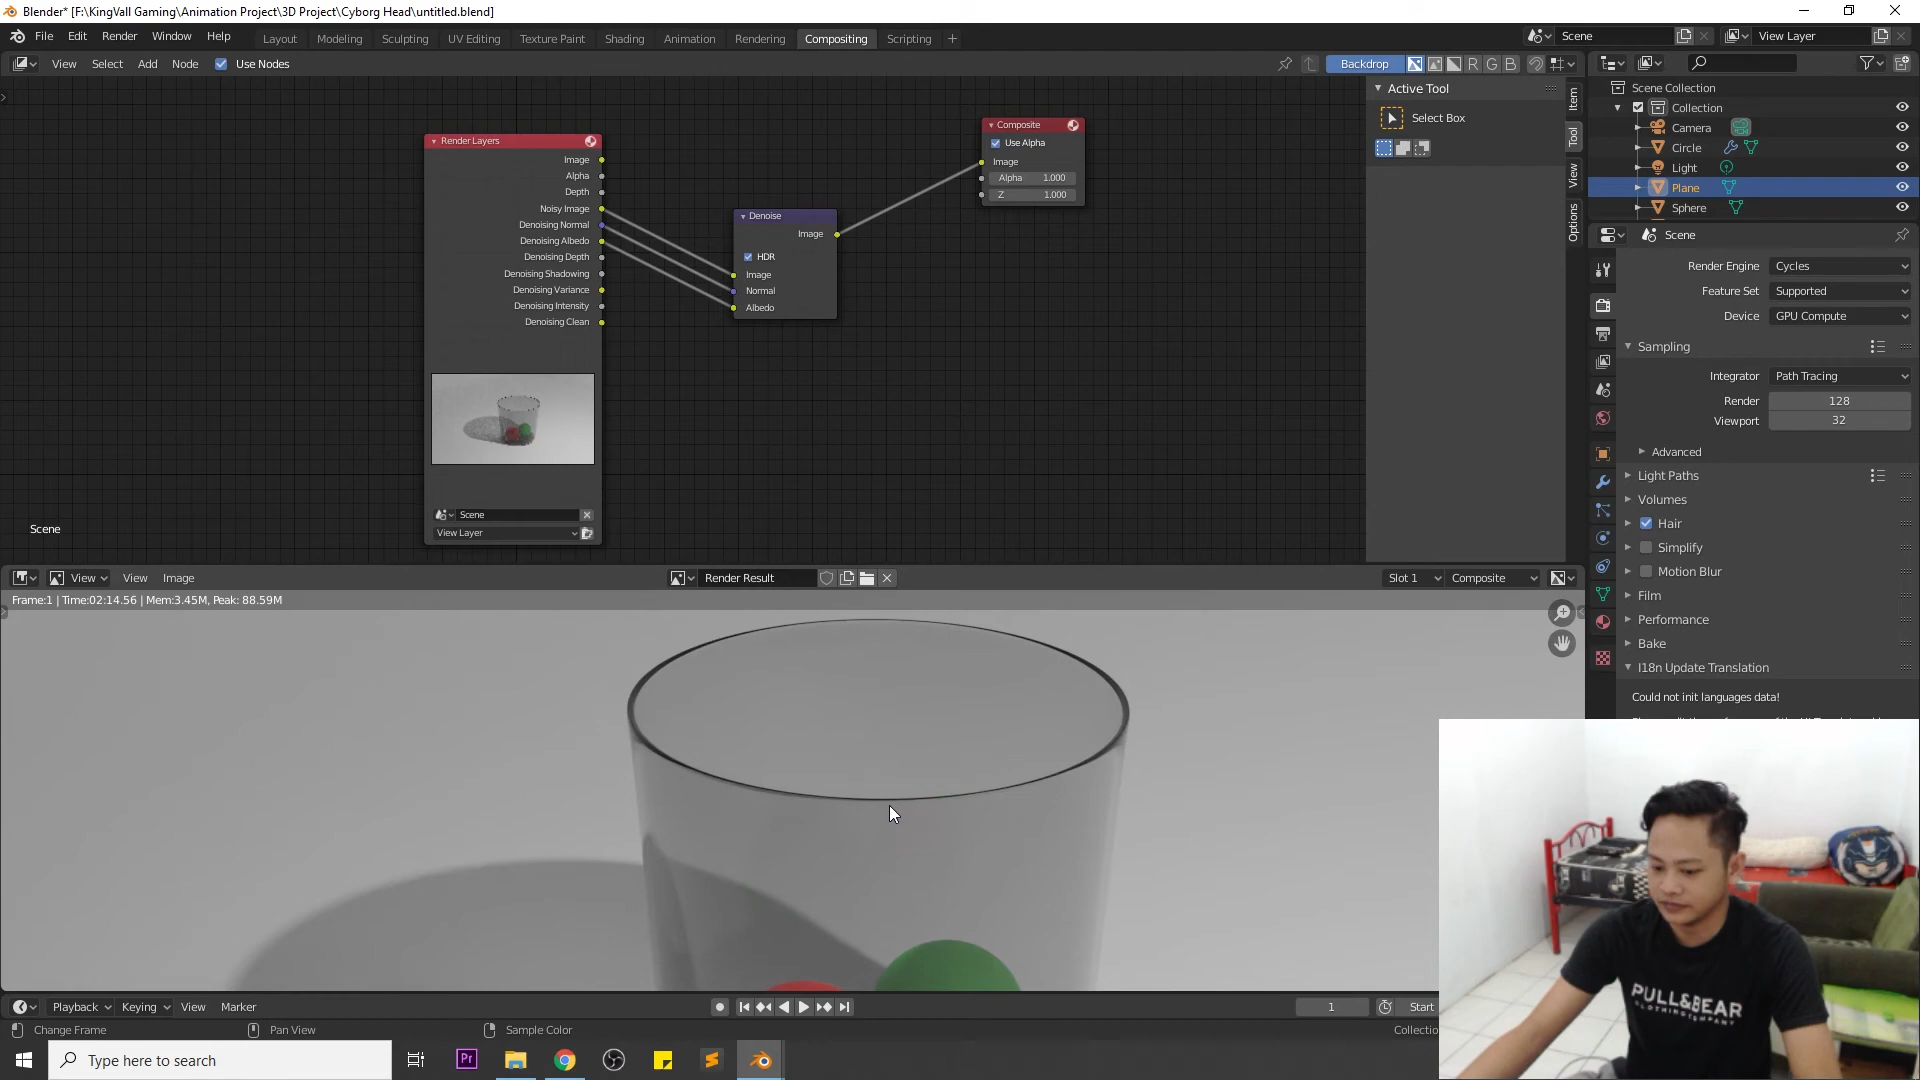 Blender* [F:\KingVall Gaming\Animation Project\3D Project\Cyborg Head\untitled.blend]
File Edit Render Window Help Layout Modeling Sculpting UV Editing Texture Paint Shading Animation Rendering Compositing Scripting + Scene View Layer
View Select Add Node Use Nodes Backdrop R G B
Active Tool
Select Box
Item
Tool
View
Options
Render Layers
Image
Alpha
Depth
Noisy Image
Denoising Normal
Denoising Albedo
Denoising Depth
Denoising Shadowing
Denoising Variance
Denoising Intensity
Denoising Clean
Scene
View Layer
Denoise
Image
HDR
Image
Normal
Albedo
Composite
Use Alpha
Image
Alpha 1.000
Z 1.000
Scene
Scene Collection
Collection
Camera
Circle
Light
Plane
Sphere
Scene
Render Engine Cycles
Feature Set Supported
Device GPU Compute
Sampling
Integrator Path Tracing
Render 128
Viewport 32
Advanced
Light Paths
Volumes
Hair
Simplify
Motion Blur
Film
Performance
Bake
I18n Update Translation
Could not init languages data!
View View Image Render Result Slot 1 Composite
Frame:1 | Time:02:14.56 | Mem:3.45M, Peak: 88.59M
Playback Keying View Marker 1 Start
Change Frame Pan View Sample Color Collectio
Type here to search
Pr
PULL&BEAR